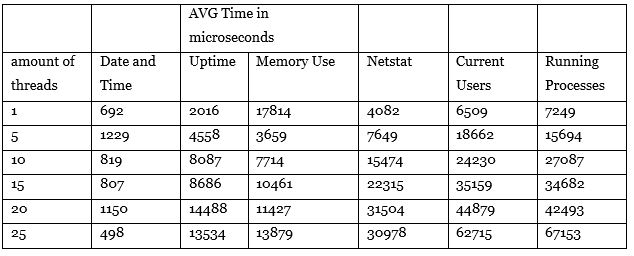 AVG Time in
microseconds
amount of threads Date and Time Uptime Memory Use Netstat Current Users Running Processes
1 692 2016 17814 4082 6509 7249
5 1229 4558 3659 7649 18662 15694
10 819 8087 7714 15474 24230 27087
15 807 8686 10461 22315 35159 34682
20 1150 14488 11427 31504 44879 42493
25 498 13534 13879 30978 62715 67153